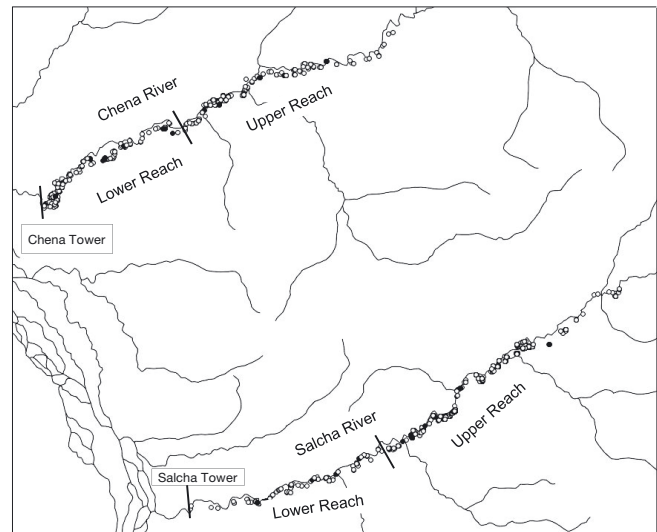 Chena River
Upper Reach
Lower Reach
Chena Tower
Salcha River
Upper Reach
Salcha Tower
Lower Reach